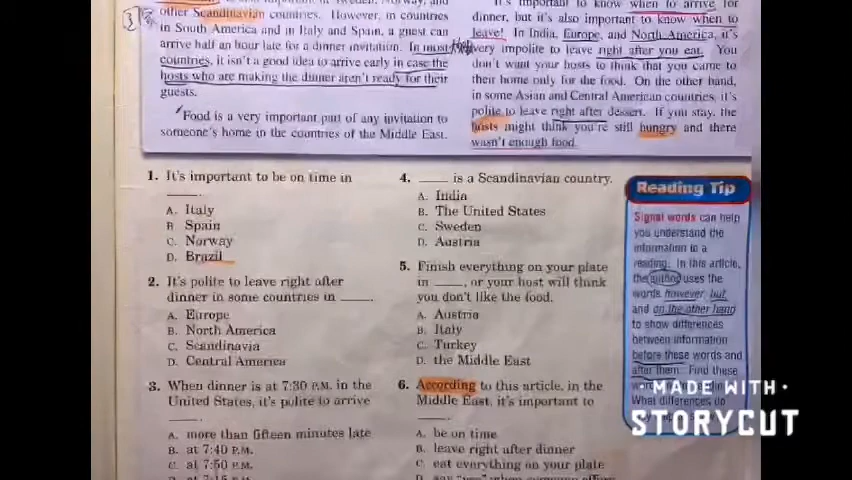 other Scandinavian countries. However, in countries
in South America and in Italy and Spain, a guest can
arrive half an hour late for a dinner invitation. In most
countries, it isn't a good idea to arrive early in case the
hosts who are making the dinner aren't ready for their
guests.
Food is a very important part of any invitation to
someone's home in the countries of the Middle East.
It's important to know when to arrive for
dinner, but it's also important to know when to
leave! In India, Europe, and North America, it's
very impolite to leave right after you eat. You
don't want your hosts to think that you came to
their home only for the food. On the other hand,
in some Asian and Central American countries, it's
polite to leave right after dessert. If you stay, the
hosts might think you're still hungry and there
wasn't enough food.
1. It's important to be on time in
____.
A. Italy
B. Spain
C. Norway
D. Brazil
2. It's polite to leave right after
dinner in some countries in ____.
A. Europe
B. North America
C. Scandinavia
D. Central America
3. When dinner is at 7:30 P.M. in the
United States, it's polite to arrive
____.
A. more than fifteen minutes late
B. at 7:40 P.M.
C. at 7:50 P.M.
4. ____ is a Scandinavian country.
A. India
B. The United States
C. Sweden
D. Austria
5. Finish everything on your plate
in ____, or your host will think
you don't like the food.
A. Austria
B. Italy
C. Turkey
D. the Middle East
6. According to this article, in the
Middle East, it's important to
____.
A. be on time
B. leave right after dinner
C. eat everything on your plate
Reading Tip
Signal words can help
you understand the
information in a
reading. In this article,
the author uses the
words however, but,
and on the other hand
to show differences
between information
before these words and
after them. Find these
What differences do
MADE WITH
STORYCUT